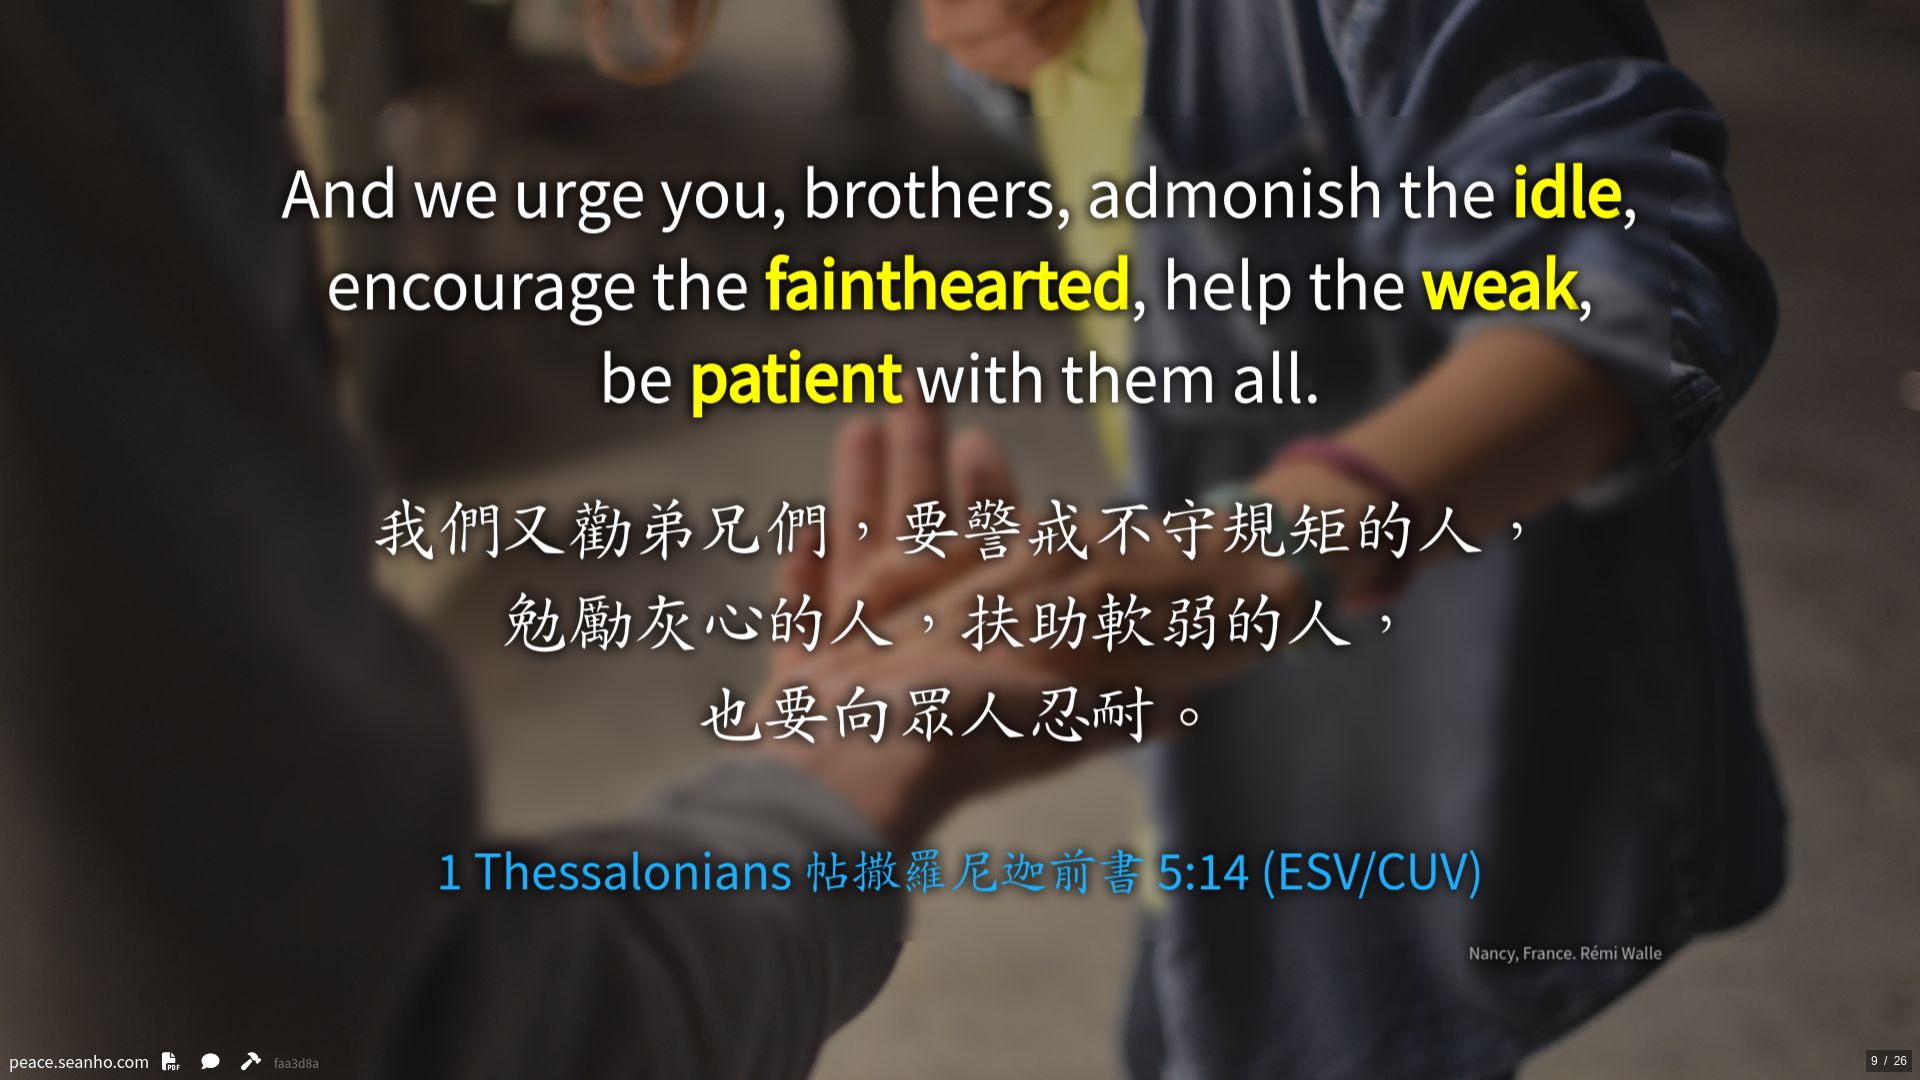 And we urge you, brothers, admonish the idle,
encourage the fainthearted, help the weak,
be patient with them all.
我們又勸弟兄們，要警戒不守規矩的人，
勉勵灰心的人，扶助軟弱的人，
也要向眾人忍耐。
1 Thessalonians 帖撒羅尼迦前書 5:14 (ESV/CUV)
Nancy, France. Rémi Walle
peace.seanho.com PDF faa3d8a
9 / 26